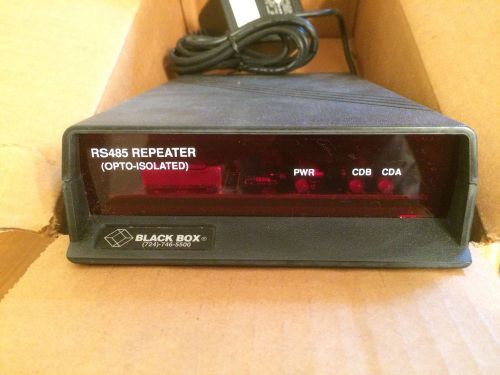 RS485 REPEATER
(OPTO-ISOLATED)
PWR CDB CDA
BLACK BOX®
(724)-746-5500